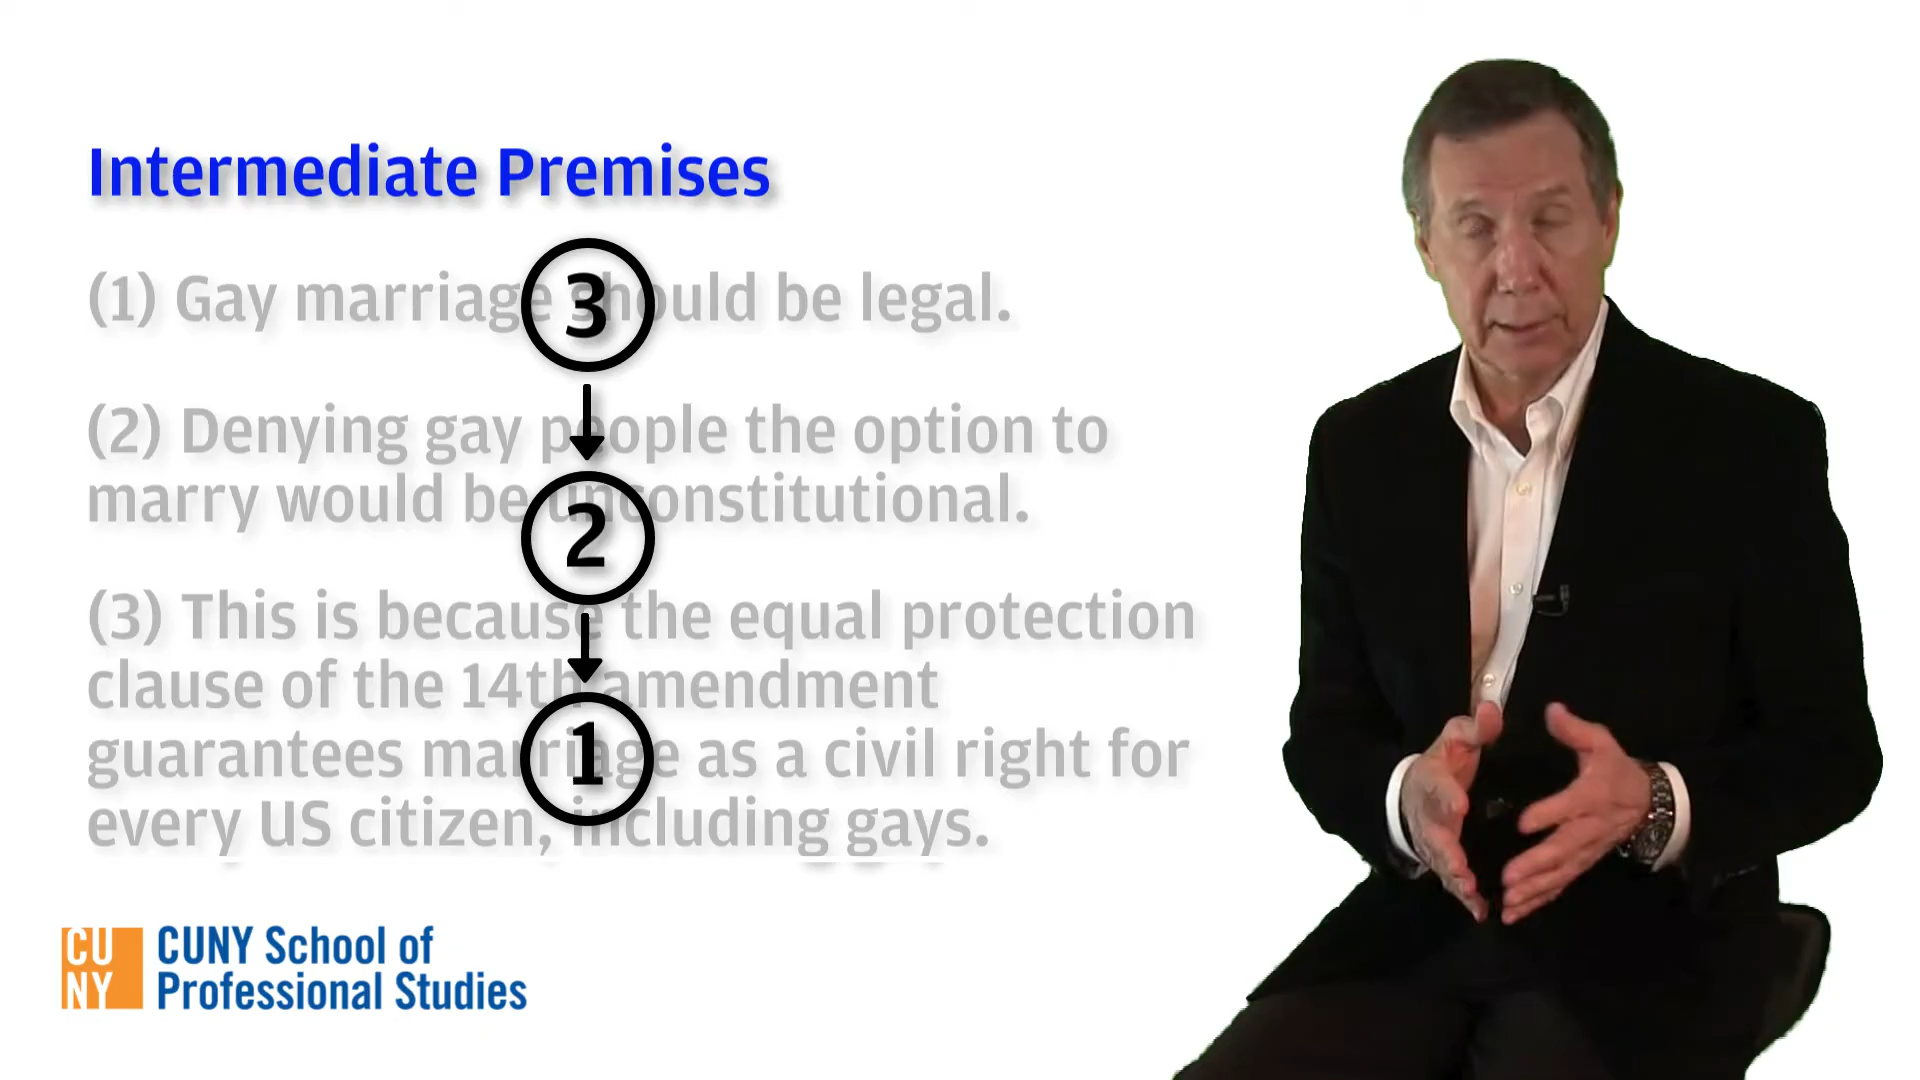 Intermediate Premises
(1) Gay marriage should be legal.
3
(2) Denying gay people the option to
marry would be unconstitutional.
2
(3) This is because the equal protection
clause of the 14th amendment
guarantees marriage as a civil right for
1
every US citizen, including gays.
CU
NY
CUNY School of
Professional Studies